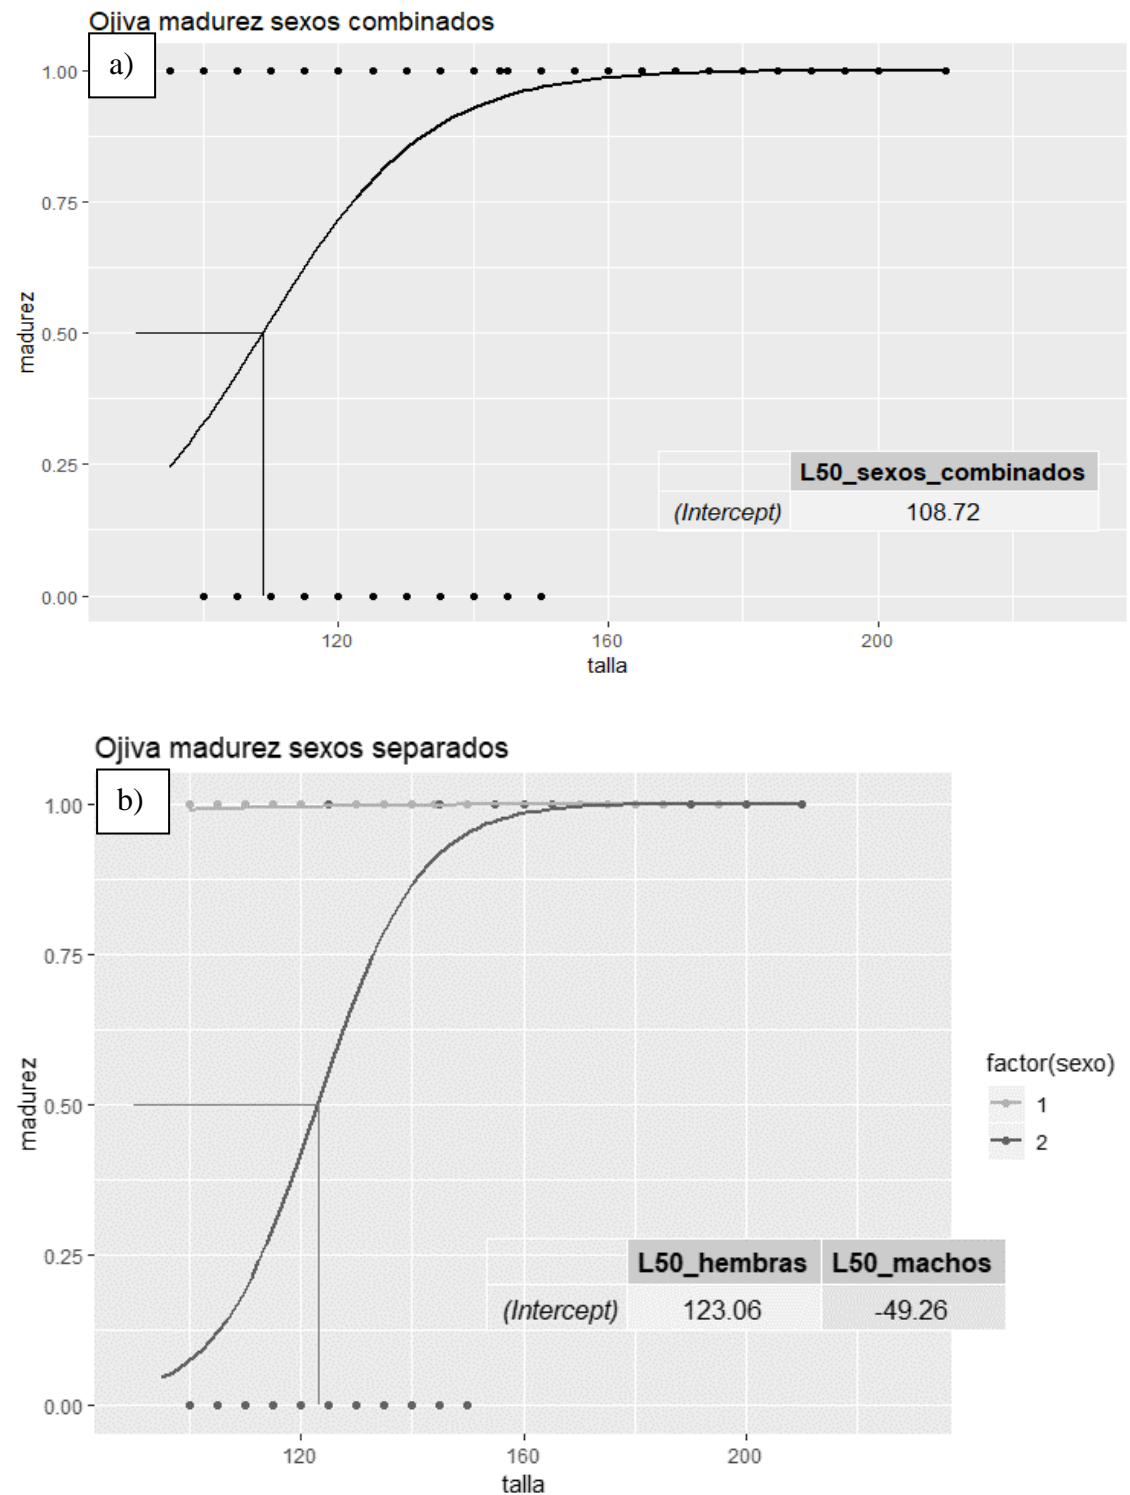 Ojiva madurez sexos combinados
a)
1.00
0.75
0.50
0.25
0.00
madurez
L50_sexos_combinados
(Intercept) 108.72
120 160 200
talla
Ojiva madurez sexos separados
b)
1.00
0.75
0.50
0.25
0.00
madurez
factor(sexo)
1
2
L50_hembras L50_machos
(Intercept) 123.06 -49.26
120 160 200
talla